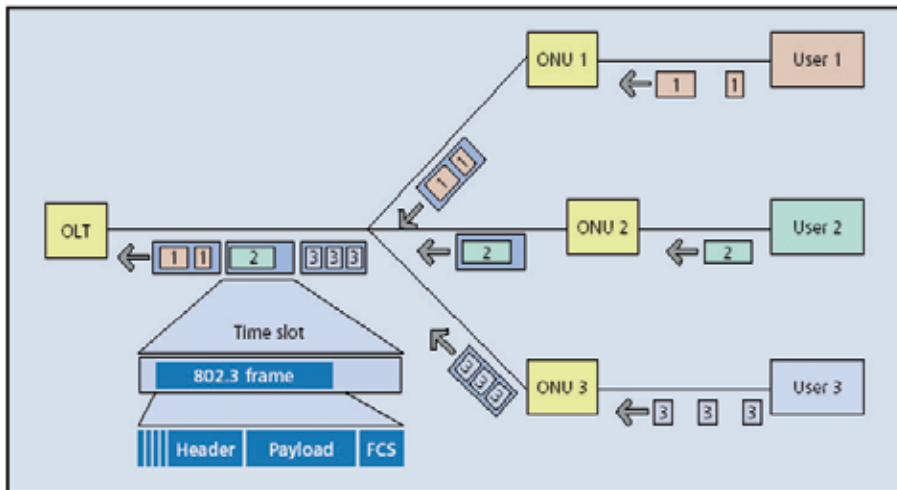 ONU 1
User 1
1
1
1
1
OLT
ONU 2
User 2
1
1
2
3
3
3
2
2
Time slot
802.3 frame
3
3
3
ONU 3
User 3
3
3
3
Header
Payload
FCS